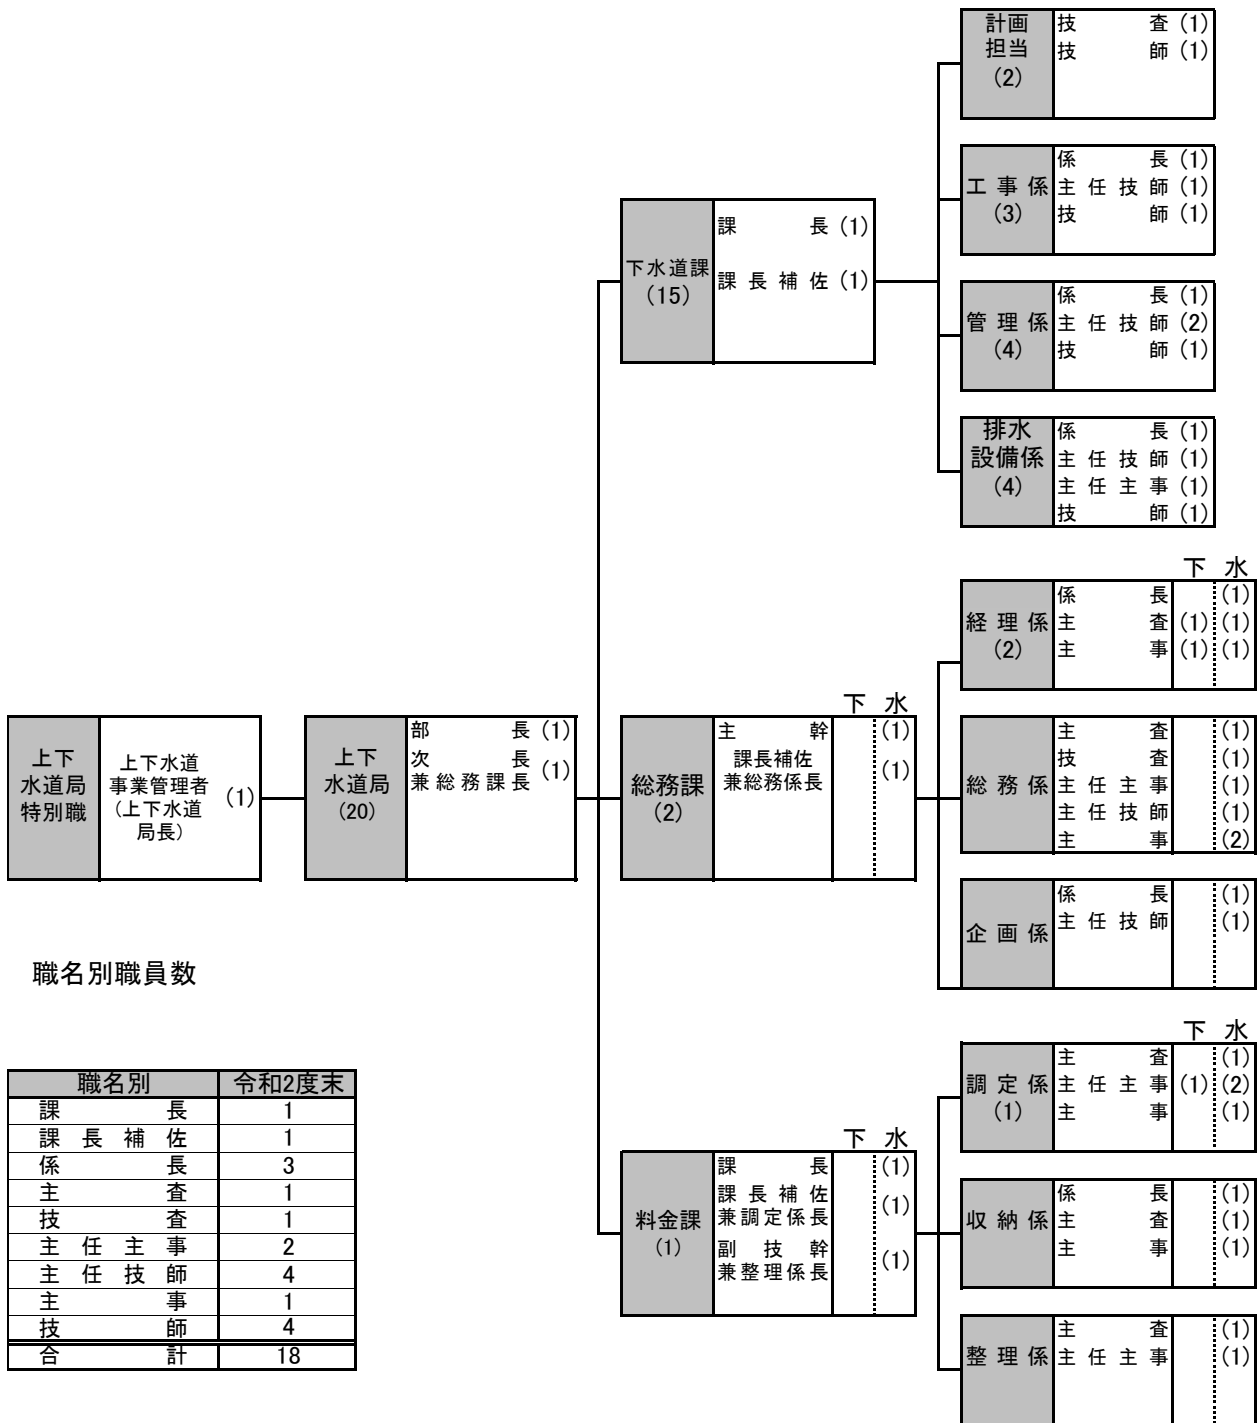 計画
担当
(2)
技 査 (1)
技 師 (1)
工 事 係
(3)
係 長 (1)
主 任 技 師 (1)
技 師 (1)
下水道課
(15)
課 長 (1)
課 長 補 佐 (1)
管 理 係
(4)
係 長 (1)
主 任 技 師 (2)
技 師 (1)
排水
設備係
(4)
係 長 (1)
主 任 技 師 (1)
主 任 主 事 (1)
技 師 (1)
下 水
経 理 係
(2)
係 長 (1)
主 査 (1) (1)
主 事 (1) (1)
上下
水道局
特別職
上下水道
事業管理者
(上下水道
局長)
(1)
上下
水道局
(20)
部 長 (1)
次 長
兼 総 務 課 長 (1)
下 水
総務課
(2)
主 幹 (1)
課長補佐
兼総務係長 (1)
総 務 係
主 査 (1)
技 査 (1)
主 任 主 事 (1)
主 任 技 師 (1)
主 事 (2)
企 画 係
係 長 (1)
主 任 技 師 (1)
下 水
調 定 係
(1)
主 査 (1)
主 任 主 事 (1) (2)
主 事 (1)
下 水
料金課
(1)
課 長 (1)
課 長 補 佐
兼 調 定 係 長 (1)
副 技 幹
兼 整 理 係 長 (1)
収 納 係
係 長 (1)
主 査 (1)
主 事 (1)
整 理 係
主 査 (1)
主 任 主 事 (1)
職名別職員数
職名別 令和2度末
課 長 1
課 長 補 佐 1
係 長 3
主 査 1
技 査 1
主 任 主 事 2
主 任 技 師 4
主 事 1
技 師 4
合 計 18